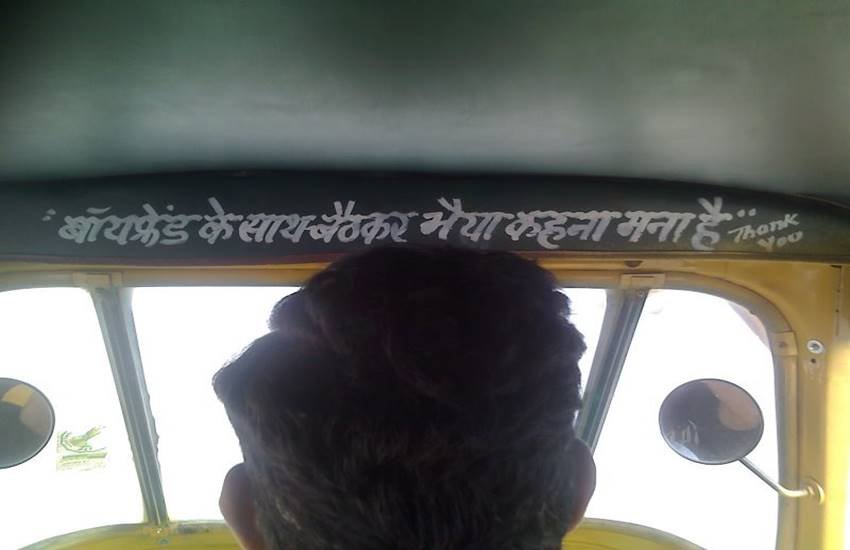 "बॉयफ्रेंड के साथ बैठकर भैया कहना मना है"
Thank
You